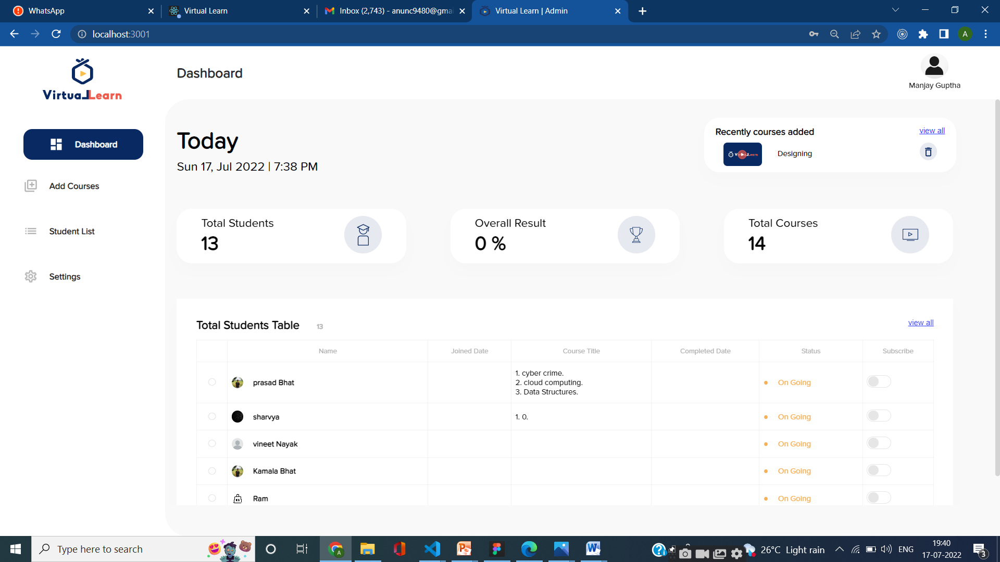 WhatsApp
Virtual Learn
Inbox (2,743) - anunc9480@gma
Virtual Learn | Admin
localhost:3001
A
VirtuaLLearn
Dashboard
Manjay Guptha
Dashboard
Add Courses
Student List
Settings
Today
Sun 17, Jul 2022 | 7:38 PM
Recently courses added
view all
Designing
Total Students
13
Overall Result
0 %
Total Courses
14
Total Students Table 13
view all
Name Joined Date Course Title Completed Date Status Subscribe
prasad Bhat
1. cyber crime.
2. cloud computing.
3. Data Structures.
On Going
sharvya 1. 0. On Going
vineet Nayak On Going
Kamala Bhat On Going
KG
Ram On Going
Type here to search
A
26°C Light rain
ENG
19:40
17-07-2022
3